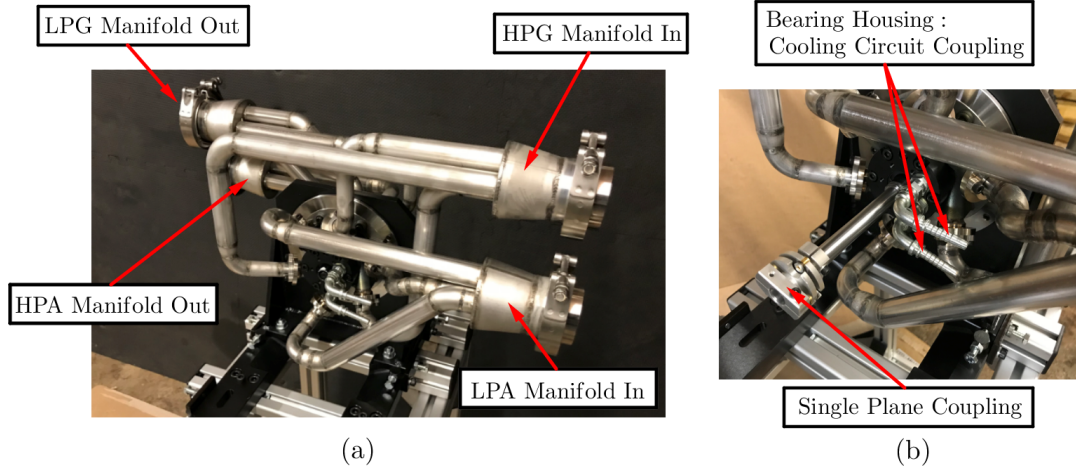 LPG Manifold Out
HPG Manifold In
HPA Manifold Out
LPA Manifold In
(a)
Bearing Housing :
Cooling Circuit Coupling
Single Plane Coupling
(b)